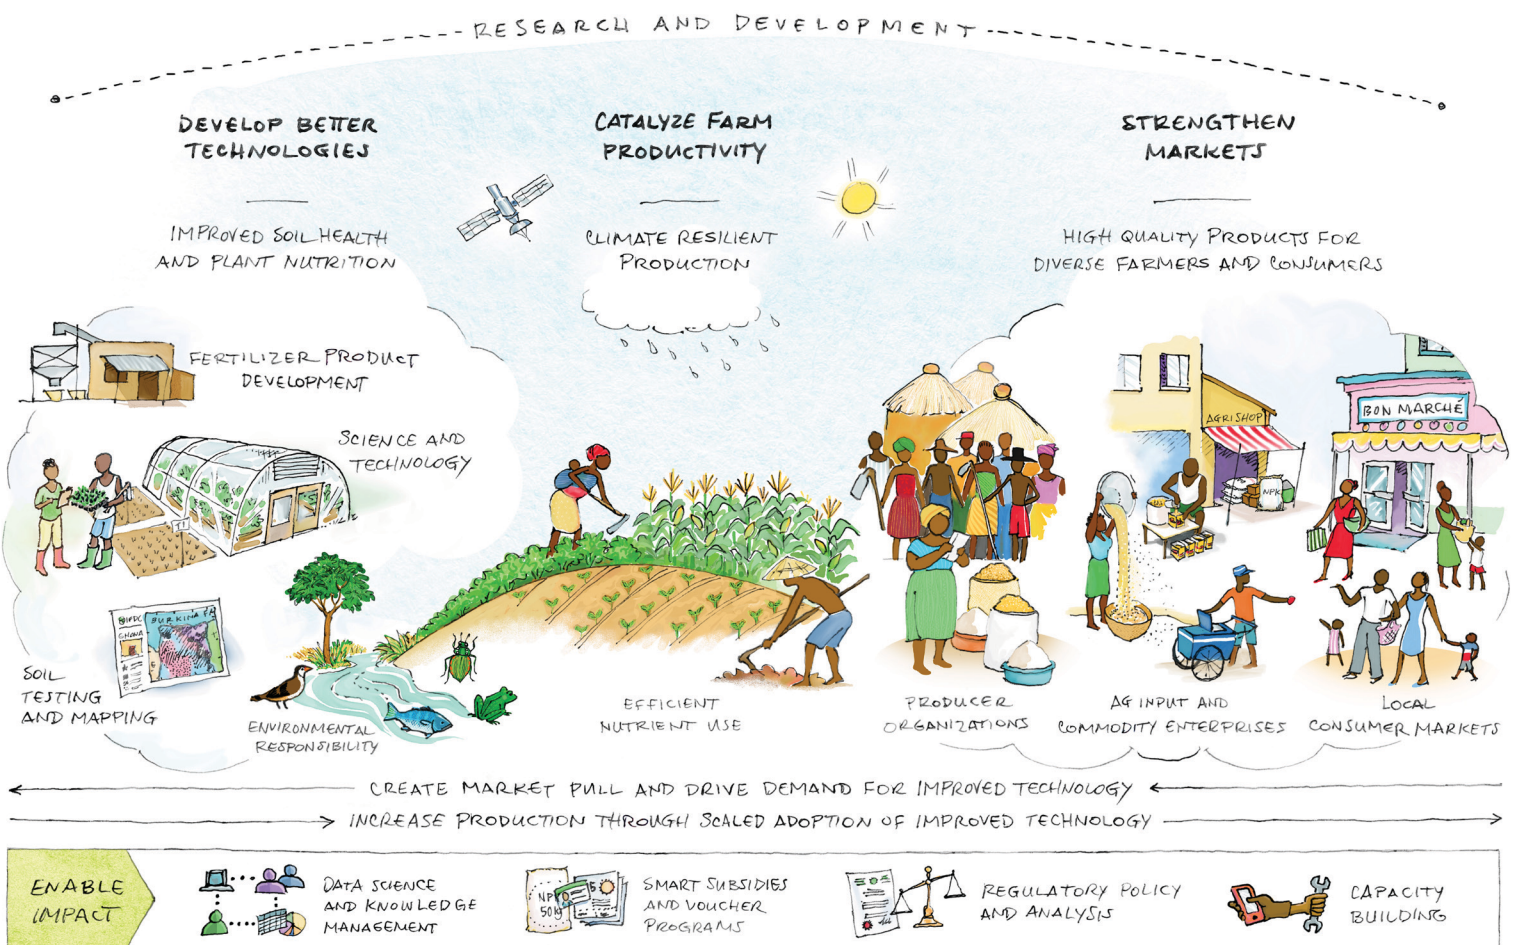 RESEARCH AND DEVELOPMENT
DEVELOP BETTER
TECHNOLOGIES
IMPROVED SOIL HEALTH
AND PLANT NUTRITION
CATALYZE FARM
PRODUCTIVITY
CLIMATE RESILIENT
PRODUCTION
STRENGTHEN
MARKETS
HIGH QUALITY PRODUCTS FOR
DIVERSE FARMERS AND CONSUMERS
FERTILIZER PRODUCT
DEVELOPMENT
SCIENCE AND
TECHNOLOGY
SOIL
TESTING
AND MAPPING
IFDC
GHANA
BURKINA
ENVIRONMENTAL
RESPONSIBILITY
EFFICIENT
NUTRIENT USE
AGRISHOP
NPK
BON MARCHÉ
PRODUCER
ORGANIZATIONS
AG INPUT AND
COMMODITY ENTERPRISES
LOCAL
CONSUMER MARKETS
CREATE MARKET PULL AND DRIVE DEMAND FOR IMPROVED TECHNOLOGY
INCREASE PRODUCTION THROUGH SCALED ADOPTION OF IMPROVED TECHNOLOGY
ENABLE
IMPACT
DATA SCIENCE
AND KNOWLEDGE
MANAGEMENT
NPK
50kg
SMART SUBSIDIES
AND VOUCHER
PROGRAMS
REGULATORY POLICY
AND ANALYSIS
CAPACITY
BUILDING